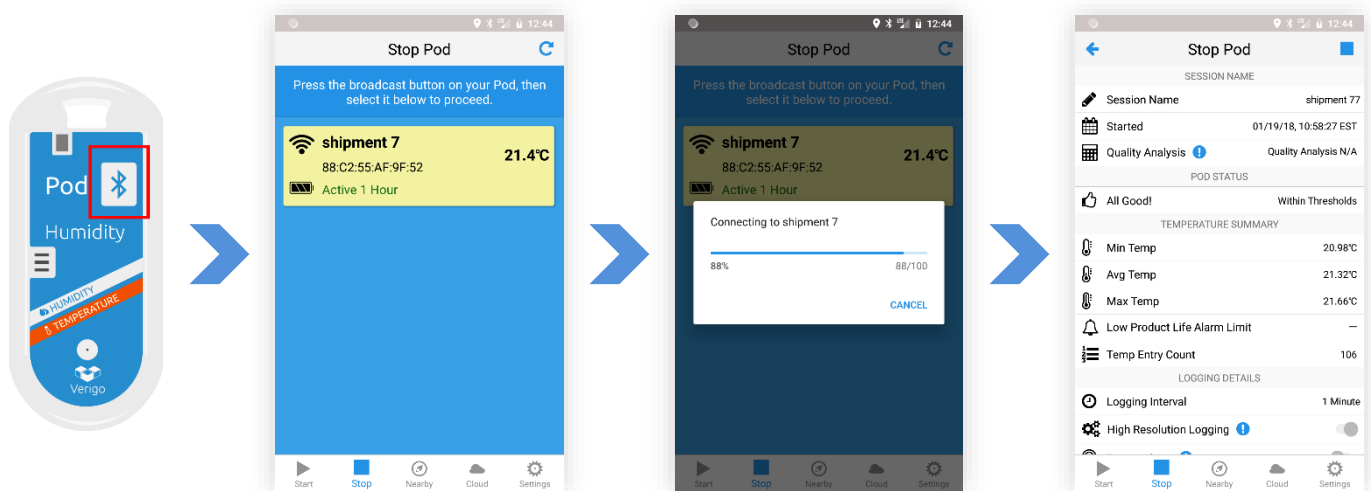 Pod
Humidity
HUMIDITY
TEMPERATURE
Verigo
12:44
Stop Pod
Press the broadcast button on your Pod, then
select it below to proceed.
shipment 7
21.4℃
88:C2:55:AF:9F:52
Active 1 Hour
Start
Stop
Nearby
Cloud
Settings
12:44
Stop Pod
Press the broadcast button on your Pod, then
select it below to proceed.
shipment 7
21.4℃
88:C2:55:AF:9F:52
Active 1 Hour
Connecting to shipment 7
88% 88/100
CANCEL
Start
Stop
Nearby
Cloud
Settings
12:44
Stop Pod
SESSION NAME
Session Name shipment 77
Started 01/19/18, 10:58:27 EST
Quality Analysis Quality Analysis N/A
POD STATUS
All Good! Within Thresholds
TEMPERATURE SUMMARY
Min Temp 20.98℃
Avg Temp 21.32℃
Max Temp 21.66℃
Low Product Life Alarm Limit —
Temp Entry Count 106
LOGGING DETAILS
Logging Interval 1 Minute
High Resolution Logging
Start
Stop
Nearby
Cloud
Settings